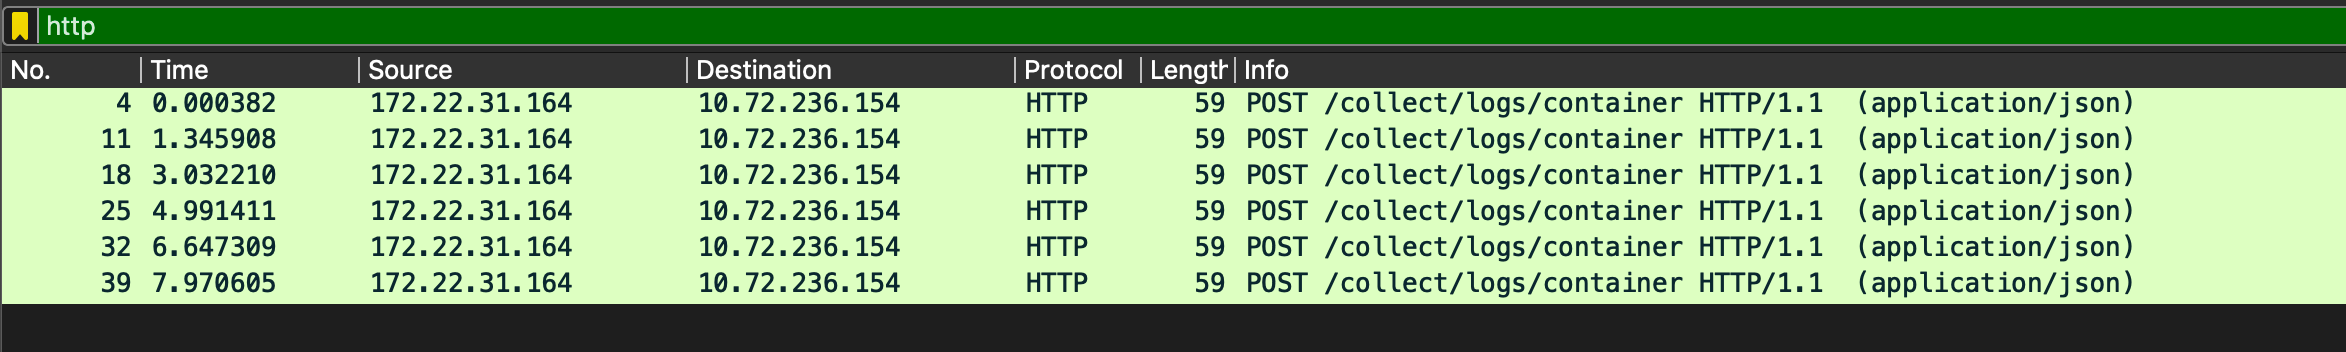 http
No. Time Source Destination Protocol Length Info
4 0.000382 172.22.31.164 10.72.236.154 HTTP 59 POST /collect/logs/container HTTP/1.1 (application/json)
11 1.345908 172.22.31.164 10.72.236.154 HTTP 59 POST /collect/logs/container HTTP/1.1 (application/json)
18 3.032210 172.22.31.164 10.72.236.154 HTTP 59 POST /collect/logs/container HTTP/1.1 (application/json)
25 4.991411 172.22.31.164 10.72.236.154 HTTP 59 POST /collect/logs/container HTTP/1.1 (application/json)
32 6.647309 172.22.31.164 10.72.236.154 HTTP 59 POST /collect/logs/container HTTP/1.1 (application/json)
39 7.970605 172.22.31.164 10.72.236.154 HTTP 59 POST /collect/logs/container HTTP/1.1 (application/json)